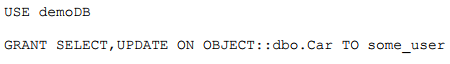 USE demoDB
GRANT SELECT,UPDATE ON OBJECT::dbo.Car TO some_user